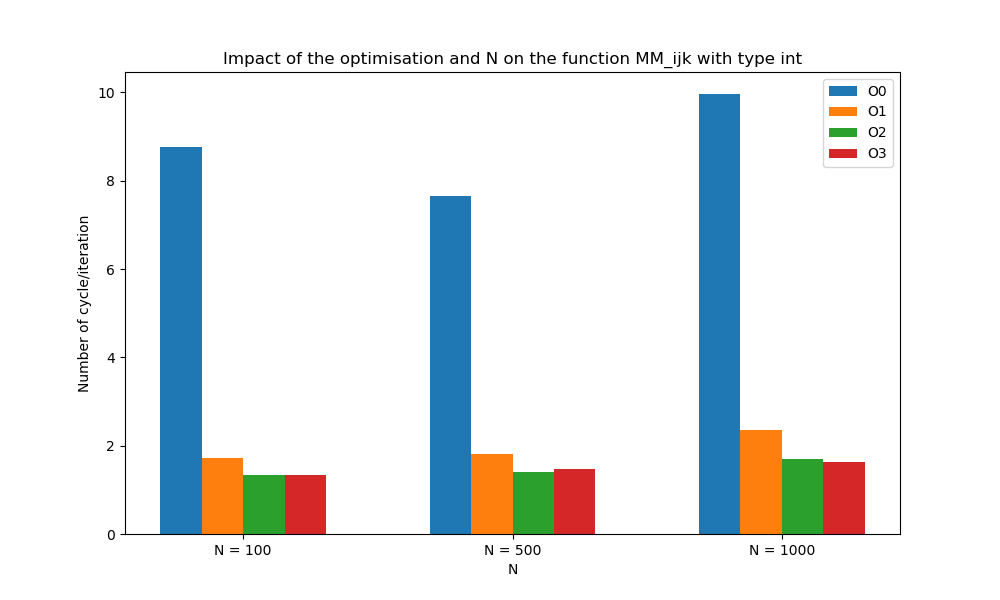 Impact of the optimisation and N on the function MM_ijk with type int
O0
O1
O2
O3
Number of cycle/iteration
10
8
6
4
2
0
N = 100
N = 500
N = 1000
N